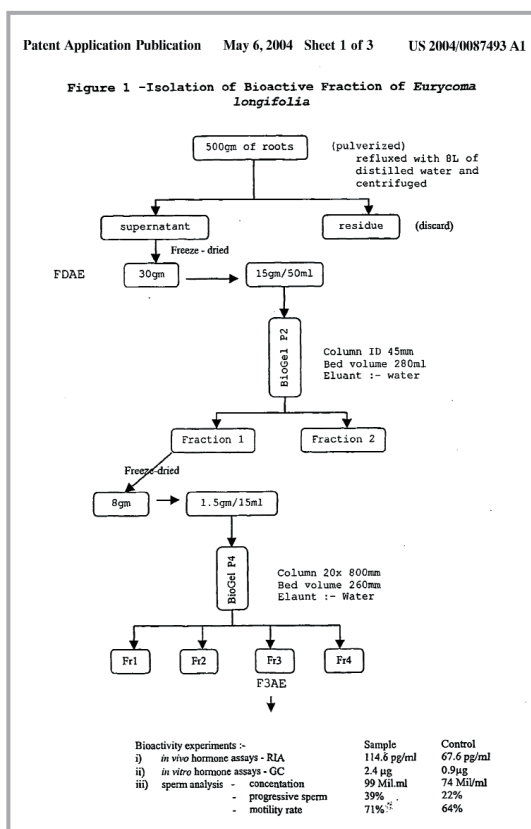 Patent Application Publication May 6, 2004 Sheet 1 of 3 US 2004/0087493 A1
Figure 1 -Isolation of Bioactive Fraction of Eurycoma
longifolia
500gm of roots
(pulverized)
refluxed with 8L of
distilled water and
centrifuged
supernatant
residue
(discard)
Freeze - dried
FDAE
30gm
15gm/50ml
BioGel P2
Column ID 45mm
Bed volume 280ml
Eluant :- water
Fraction 1
Fraction 2
Freeze-dried
8gm
1.5gm/15ml
BioGel P4
Column 20x 800mm
Bed volume 260mm
Elaunt :- Water
Fr1
Fr2
Fr3
Fr4
F3AE
Bioactivity experiments :- Sample Control
i) in vivo hormone assays - RIA 114.6 pg/ml 67.6 pg/ml
ii) in vitro hormone assays - GC 2.4 µg 0.9µg
iii) sperm analysis - concentation 99 Mil.ml 74 Mil/ml
- progressive sperm 39% 22%
- motility rate 71% 64%